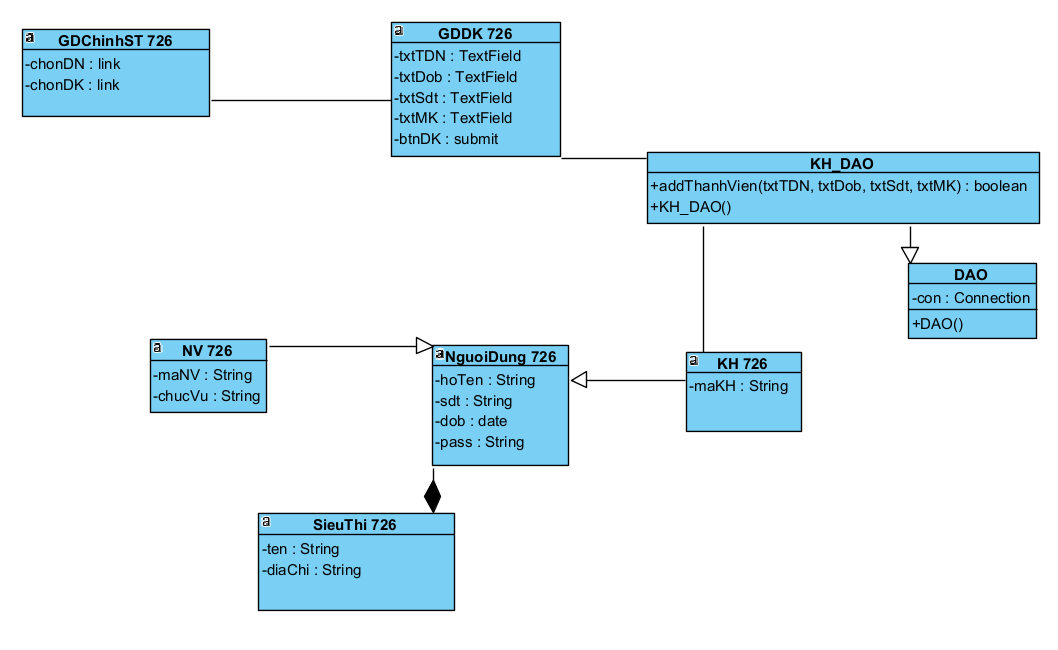 a
GDChinhST 726
-chonDN : link
-chonDK : link
a
GDDK 726
-txtTDN : TextField
-txtDob : TextField
-txtSdt : TextField
-txtMK : TextField
-btnDK : submit
KH_DAO
+addThanhVien(txtTDN, txtDob, txtSdt, txtMK) : boolean
+KH_DAO()
DAO
-con : Connection
+DAO()
a
NV 726
-maNV : String
-chucVu : String
a
NguoiDung 726
-hoTen : String
-sdt : String
-dob : date
-pass : String
a
KH 726
-maKH : String
a
SieuThi 726
-ten : String
-diaChi : String